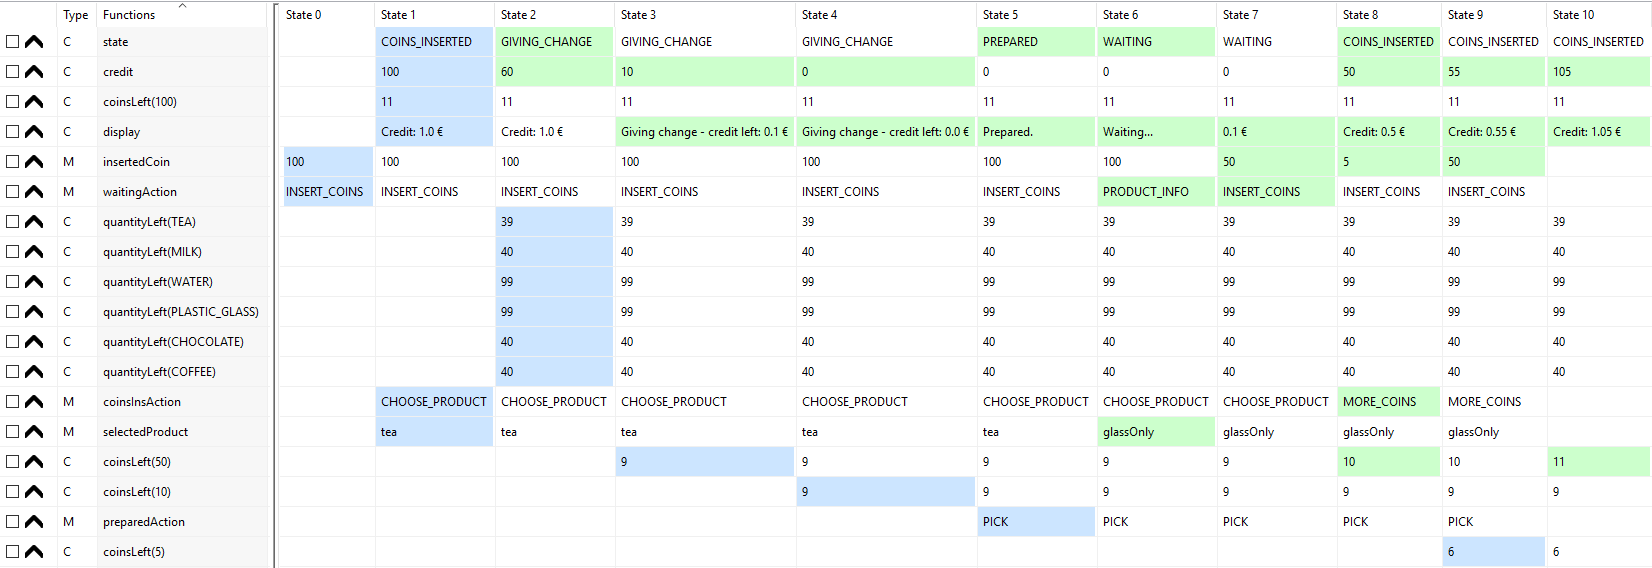 Type Functions State 0 State 1 State 2 State 3 State 4 State 5 State 6 State 7 State 8 State 9 State 10
C state COINS_INSERTED GIVING_CHANGE GIVING_CHANGE GIVING_CHANGE PREPARED WAITING WAITING COINS_INSERTED COINS_INSERTED COINS_INSERTED
C credit 100 60 10 0 0 0 0 50 55 105
C coinsLeft(100) 11 11 11 11 11 11 11 11 11 11
C display Credit: 1.0 € Credit: 1.0 € Giving change - credit left: 0.1 € Giving change - credit left: 0.0 € Prepared. Waiting... 0.1 € Credit: 0.5 € Credit: 0.55 € Credit: 1.05 €
M insertedCoin 100 100 100 100 100 100 100 50 5 50
M waitingAction INSERT_COINS INSERT_COINS INSERT_COINS INSERT_COINS INSERT_COINS INSERT_COINS PRODUCT_INFO INSERT_COINS INSERT_COINS INSERT_COINS
C quantityLeft(TEA) 39 39 39 39 39 39 39 39 39
C quantityLeft(MILK) 40 40 40 40 40 40 40 40 40
C quantityLeft(WATER) 99 99 99 99 99 99 99 99 99
C quantityLeft(PLASTIC_GLASS) 99 99 99 99 99 99 99 99 99
C quantityLeft(CHOCOLATE) 40 40 40 40 40 40 40 40 40
C quantityLeft(COFFEE) 40 40 40 40 40 40 40 40 40
M coinsInsAction CHOOSE_PRODUCT CHOOSE_PRODUCT CHOOSE_PRODUCT CHOOSE_PRODUCT CHOOSE_PRODUCT CHOOSE_PRODUCT CHOOSE_PRODUCT MORE_COINS MORE_COINS
M selectedProduct tea tea tea tea tea glassOnly glassOnly glassOnly glassOnly
C coinsLeft(50) 9 9 9 9 9 10 10 11
C coinsLeft(10) 9 9 9 9 9 9 9
M preparedAction PICK PICK PICK PICK PICK
C coinsLeft(5) 6 6